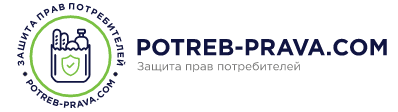 ЗАЩИТА ПРАВ ПОТРЕБИТЕЛЕЙ
POTREB-PRAVA.COM
POTREB-PRAVA.COM
Защита прав потребителей